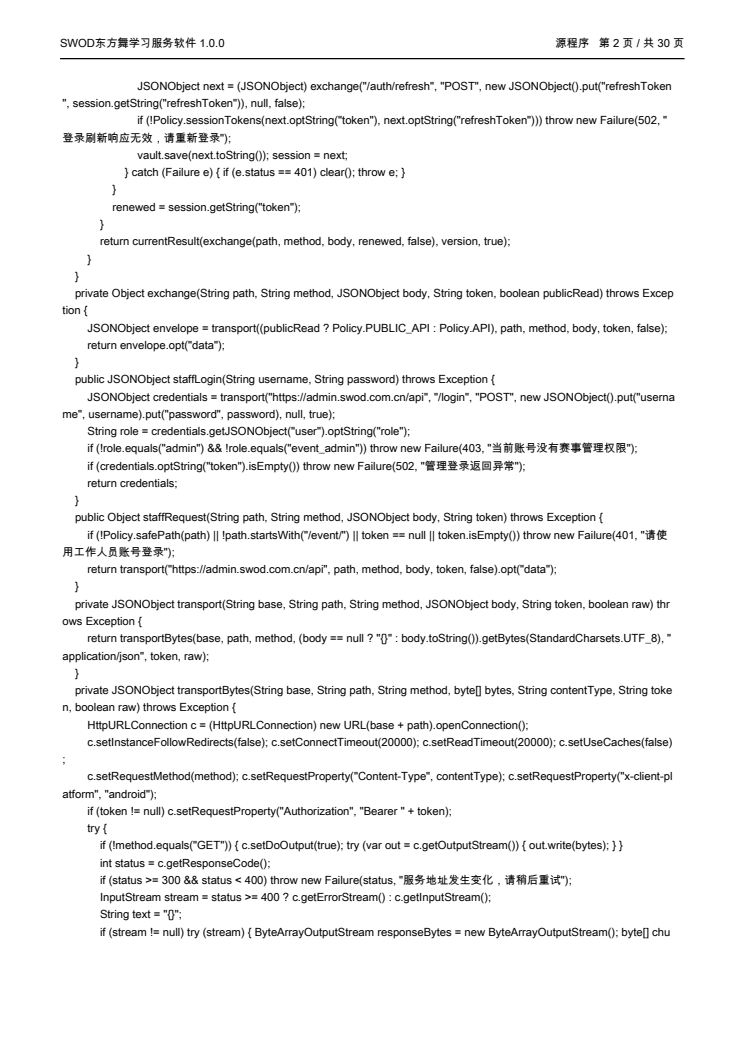 SWOD东方舞学习服务软件 1.0.0
源程序 第 2 页 / 共 30 页
JSONObject next = (JSONObject) exchange("/auth/refresh", "POST", new JSONObject().put("refreshToken
", session.getString("refreshToken")), null, false);
if (!Policy.sessionTokens(next.optString("token"), next.optString("refreshToken"))) throw new Failure(502, "
登录刷新响应无效，请重新登录");
vault.save(next.toString()); session = next;
} catch (Failure e) { if (e.status == 401) clear(); throw e; }
}
renewed = session.getString("token");
}
return currentResult(exchange(path, method, body, renewed, false), version, true);
}
}
private Object exchange(String path, String method, JSONObject body, String token, boolean publicRead) throws Excep
tion {
JSONObject envelope = transport((publicRead ? Policy.PUBLIC_API : Policy.API), path, method, body, token, false);
return envelope.opt("data");
}
public JSONObject staffLogin(String username, String password) throws Exception {
JSONObject credentials = transport("https://admin.swod.com.cn/api", "/login", "POST", new JSONObject().put("userna
me", username).put("password", password), null, true);
String role = credentials.getJSONObject("user").optString("role");
if (!role.equals("admin") && !role.equals("event_admin")) throw new Failure(403, "当前账号没有赛事管理权限");
if (credentials.optString("token").isEmpty()) throw new Failure(502, "管理登录返回异常");
return credentials;
}
public Object staffRequest(String path, String method, JSONObject body, String token) throws Exception {
if (!Policy.safePath(path) || !path.startsWith("/event/") || token == null || token.isEmpty()) throw new Failure(401, "请使
用工作人员账号登录");
return transport("https://admin.swod.com.cn/api", path, method, body, token, false).opt("data");
}
private JSONObject transport(String base, String path, String method, JSONObject body, String token, boolean raw) thr
ows Exception {
return transportBytes(base, path, method, (body == null ? "{}" : body.toString()).getBytes(StandardCharsets.UTF_8), "
application/json", token, raw);
}
private JSONObject transportBytes(String base, String path, String method, byte[] bytes, String contentType, String toke
n, boolean raw) throws Exception {
HttpURLConnection c = (HttpURLConnection) new URL(base + path).openConnection();
c.setInstanceFollowRedirects(false); c.setConnectTimeout(20000); c.setReadTimeout(20000); c.setUseCaches(false)
;
c.setRequestMethod(method); c.setRequestProperty("Content-Type", contentType); c.setRequestProperty("x-client-pl
atform", "android");
if (token != null) c.setRequestProperty("Authorization", "Bearer " + token);
try {
if (!method.equals("GET")) { c.setDoOutput(true); try (var out = c.getOutputStream()) { out.write(bytes); } }
int status = c.getResponseCode();
if (status >= 300 && status < 400) throw new Failure(status, "服务地址发生变化，请稍后重试");
InputStream stream = status >= 400 ? c.getErrorStream() : c.getInputStream();
String text = "{}";
if (stream != null) try (stream) { ByteArrayOutputStream responseBytes = new ByteArrayOutputStream(); byte[] chu